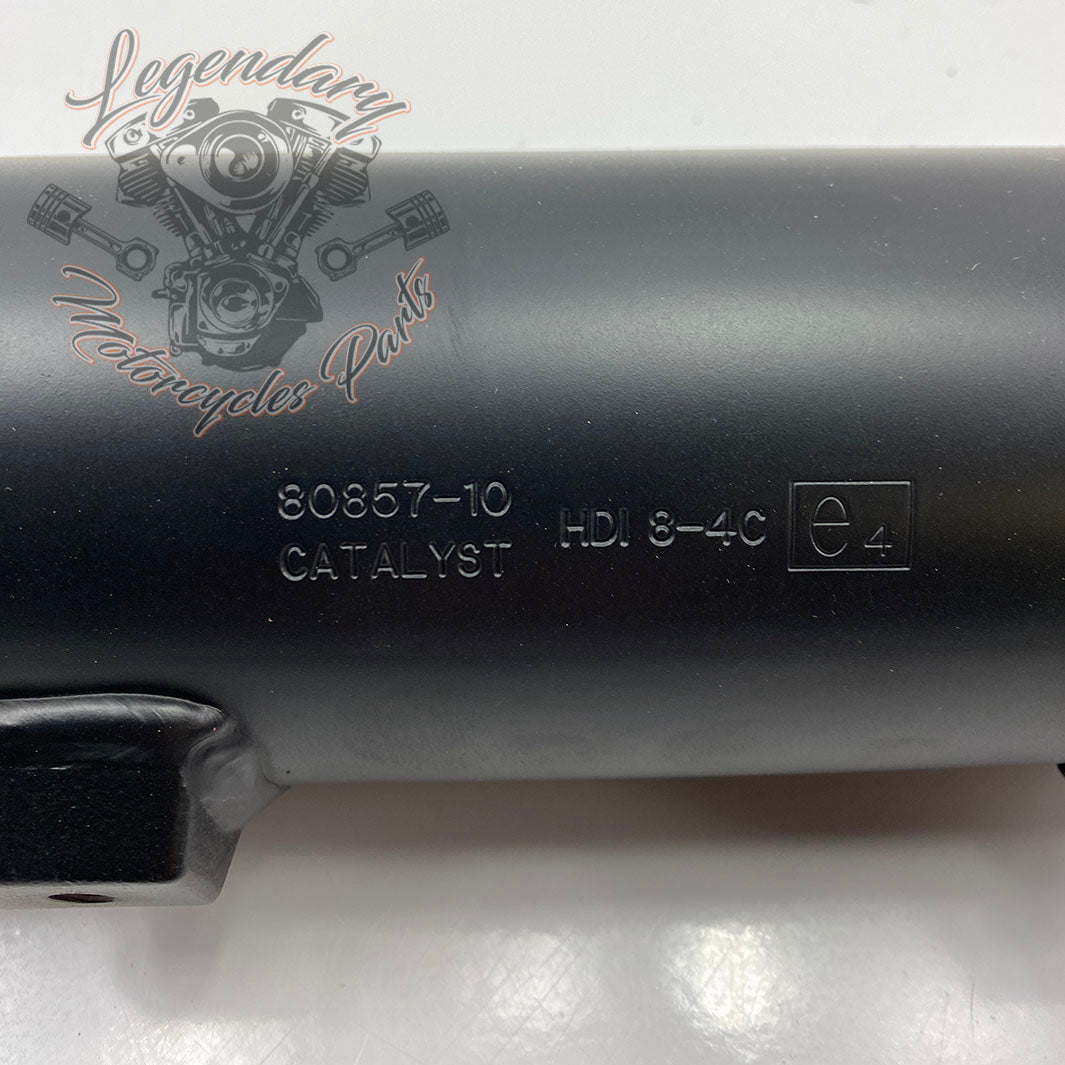 Legendary
Motorcycles Parts
80857-10
CATALYST
HDI 8-4C
e4